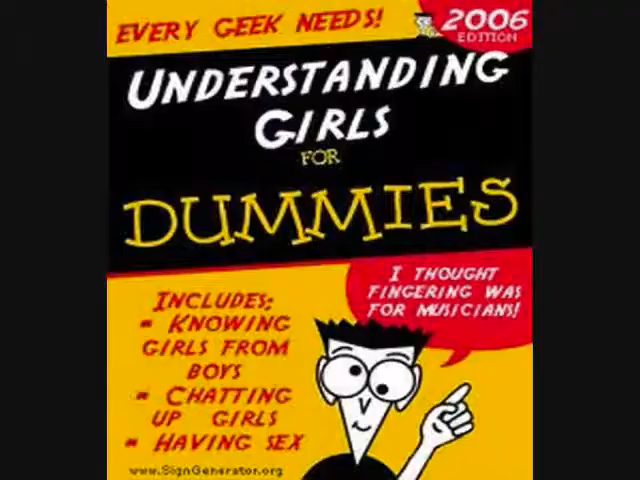 EVERY GEEK NEEDS!
2006
EDITION
UNDERSTANDING
GIRLS
FOR
DUMMIES
I THOUGHT
FINGERING WAS
FOR MUSICIANS!
INCLUDES:
- KNOWING
GIRLS FROM
BOYS
- CHATTING
UP GIRLS
- HAVING SEX
www.SignGenerator.org